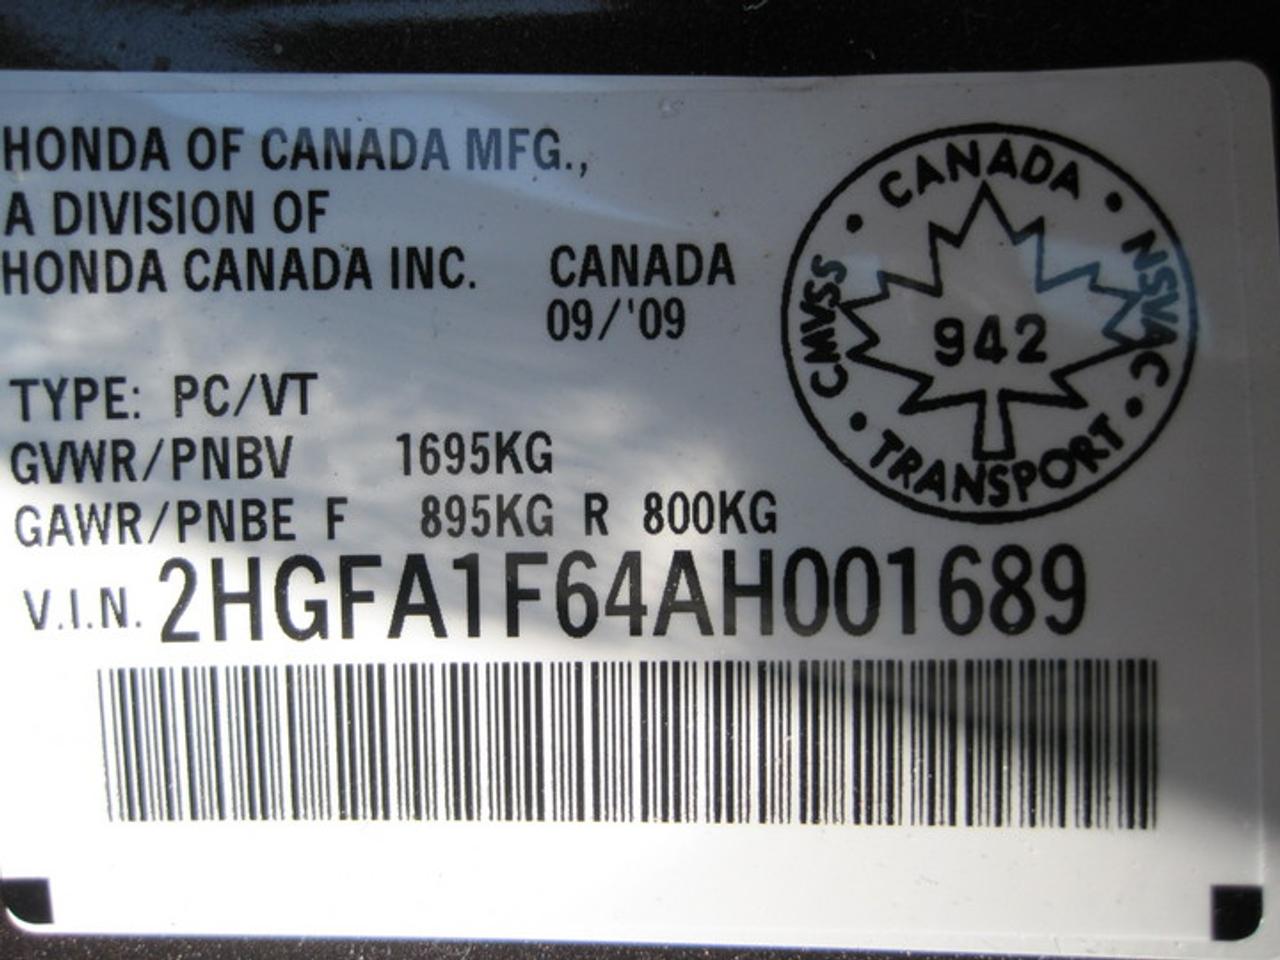 HONDA OF CANADA MFG.,
A DIVISION OF
HONDA CANADA INC. CANADA
09/'09
TYPE: PC/VT
GVWR/PNBV 1695KG
GAWR/PNBE F 895KG R 800KG
V.I.N. 2HGFA1F64AH001689
CANADA • NSVAC • TRANSPORT • CMVSS •
942